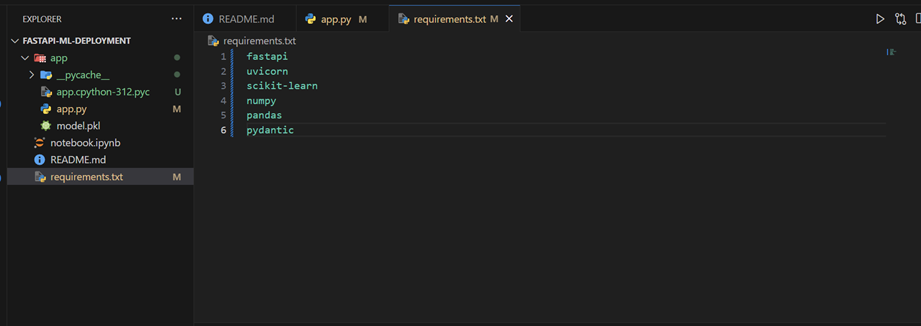 EXPLORER ···
FASTAPI-ML-DEPLOYMENT
app
__pycache__
app.cpython-312.pyc U
app.py M
model.pkl
notebook.ipynb
README.md
requirements.txt M
README.md app.py M requirements.txt M
requirements.txt
1 fastapi
2 uvicorn
3 scikit-learn
4 numpy
5 pandas
6 pydantic